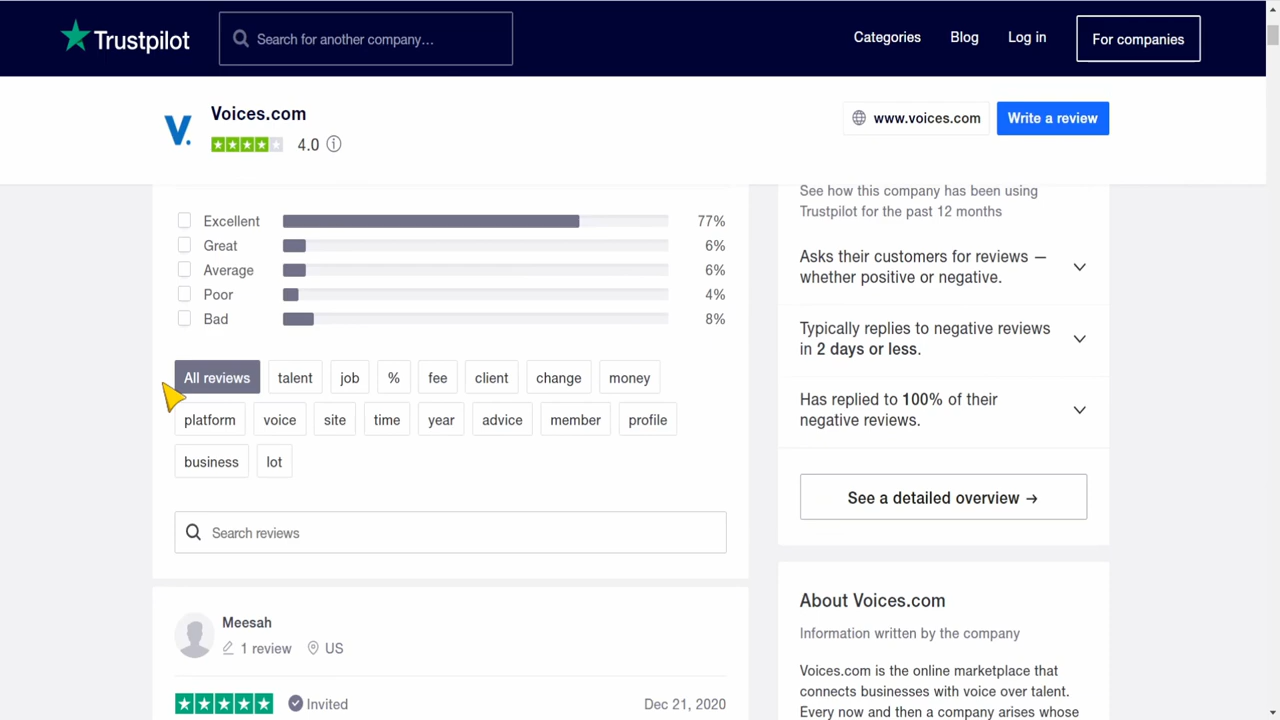 Trustpilot
Search for another company...
Categories
Blog
Log in
For companies
Voices.com
4.0
www.voices.com
Write a review
Excellent 77%
Great 6%
Average 6%
Poor 4%
Bad 8%
All reviews talent job % fee client change money
platform voice site time year advice member profile
business lot
Search reviews
Meesah
1 review US
Invited Dec 21, 2020
See how this company has been using
Trustpilot for the past 12 months
Asks their customers for reviews —
whether positive or negative.
Typically replies to negative reviews
in 2 days or less.
Has replied to 100% of their
negative reviews.
See a detailed overview →
About Voices.com
Information written by the company
Voices.com is the online marketplace that
connects businesses with voice over talent.
Every now and then a company arises whose